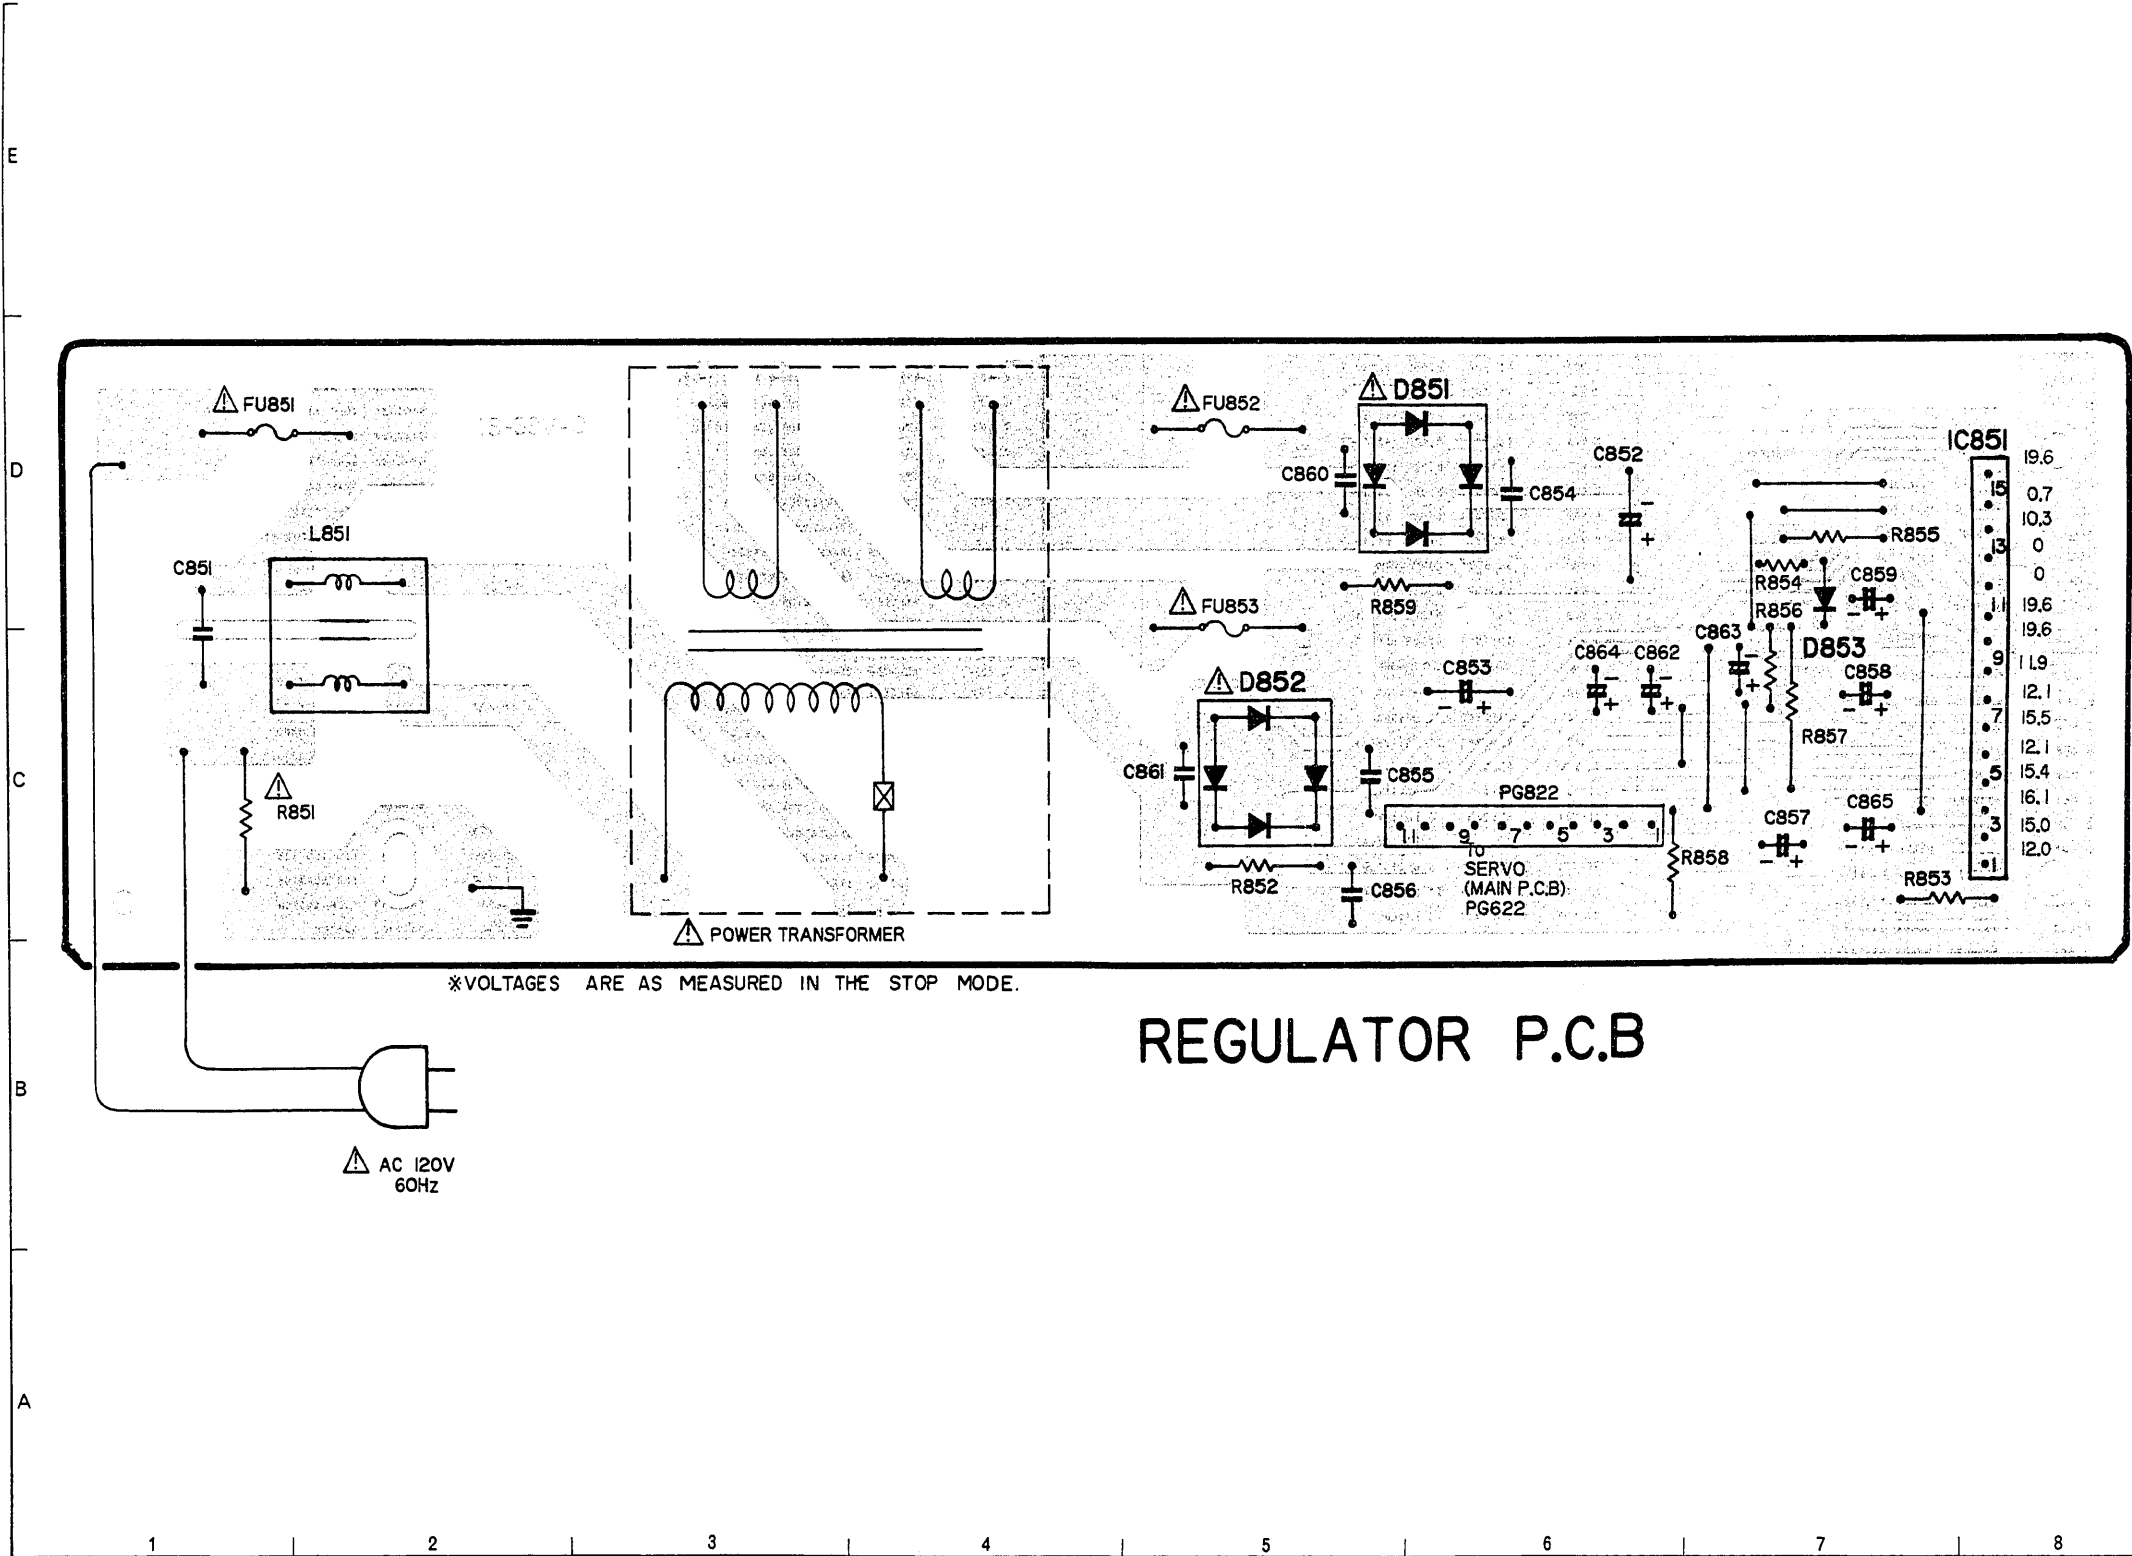 E
D
C
B
A
FU851
FU852
D851
IC851
C852
19.6
0.7
10.3
0
0
19.6
19.6
11.9
12.1
15.5
12.1
15.4
16.1
15.0
12.0
15
13
11
9
7
5
3
1
C860
C854
L851
C851
R855
R854
C859
R859
FU853
R856
C863
D853
C864
C862
C853
C858
D852
R857
C861
C855
PG822
R851
C857
C865
11
9
7
5
3
1
To
SERVO
(MAIN P.C.B)
PG622
R858
R852
C856
R853
POWER TRANSFORMER
※VOLTAGES ARE AS MEASURED IN THE STOP MODE.
REGULATOR P.C.B
AC 120V
60Hz
1
2
3
4
5
6
7
8